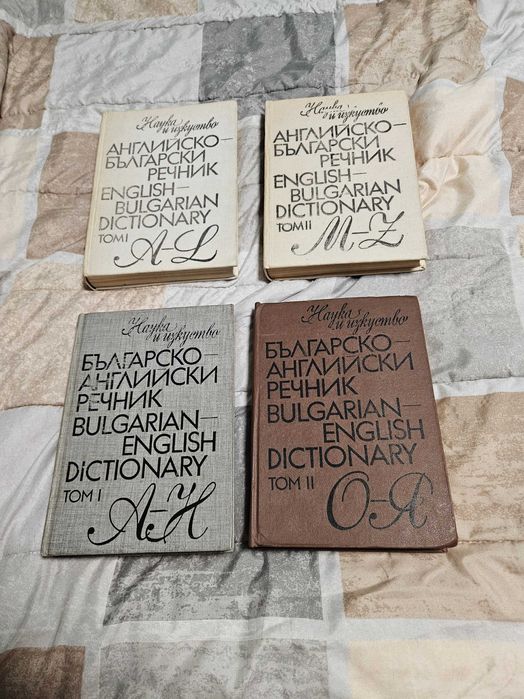 Наука
и изкуство
АНГЛИЙСКО-
БЪЛГАРСКИ
РЕЧНИК
ENGLISH-
BULGARIAN
DICTIONARY
ТОМ I
A-L
Наука
и изкуство
АНГЛИЙСКО-
БЪЛГАРСКИ
РЕЧНИК
ENGLISH-
BULGARIAN
DICTIONARY
ТОМ II
M-Z
Наука
и изкуство
БЪЛГАРСКО-
АНГЛИЙСКИ
РЕЧНИК
BULGARIAN-
ENGLISH
DICTIONARY
ТОМ I
А-Н
Наука
и изкуство
БЪЛГАРСКО-
АНГЛИЙСКИ
РЕЧНИК
BULGARIAN-
ENGLISH
DICTIONARY
ТОМ II
О-Я